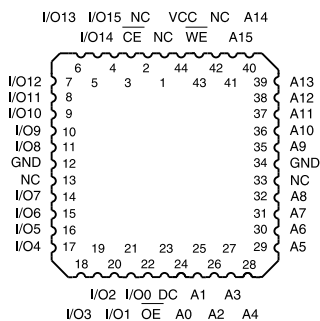 I/O13 I/O15 NC VCC NC A14
I/O14 CE NC WE A15
6 4 2 44 42 40
I/O12 7 5 3 1 43 41 39 A13
I/O11 8 38 A12
I/O10 9 37 A11
I/O9 10 36 A10
I/O8 11 35 A9
GND 12 34 GND
NC 13 33 NC
I/O7 14 32 A8
I/O6 15 31 A7
I/O5 16 30 A6
I/O4 17 19 21 23 25 27 29 A5
18 20 22 24 26 28
I/O2 I/O0 DC A1 A3
I/O3 I/O1 OE A0 A2 A4